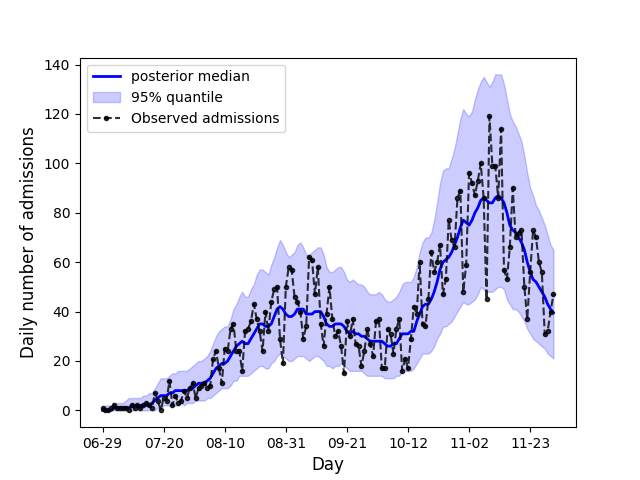 140
120
100
80
60
40
20
0
Daily number of admissions
posterior median
95% quantile
Observed admissions
06-29 07-20 08-10 08-31 09-21 10-12 11-02 11-23
Day